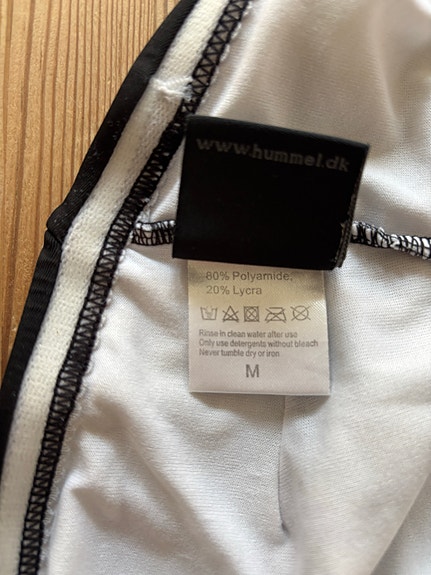 www.hummel.dk
80% Polyamide,
20% Lycra
Rinse in clean water after use
Only use detergents without bleach
Never tumble dry or iron
M